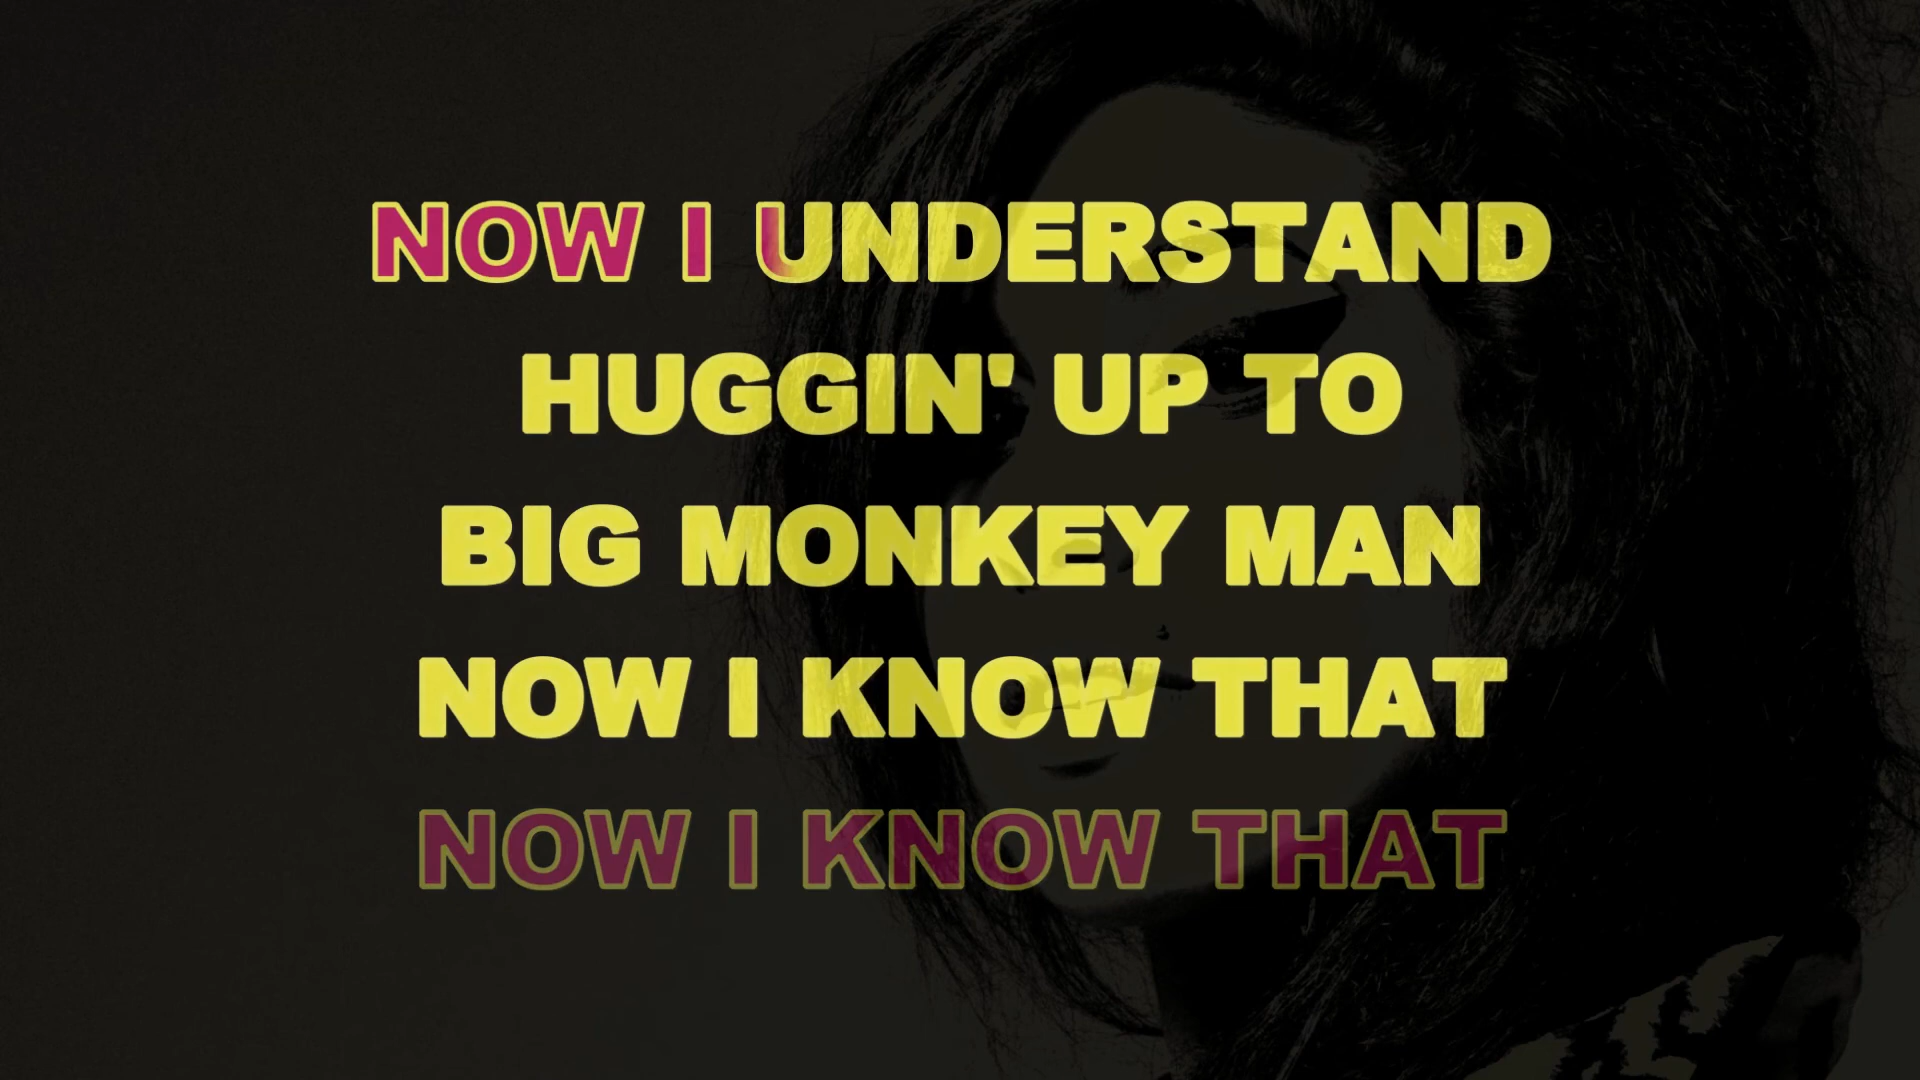 NOW I UNDERSTAND
HUGGIN' UP TO
BIG MONKEY MAN
NOW I KNOW THAT
NOW I KNOW THAT